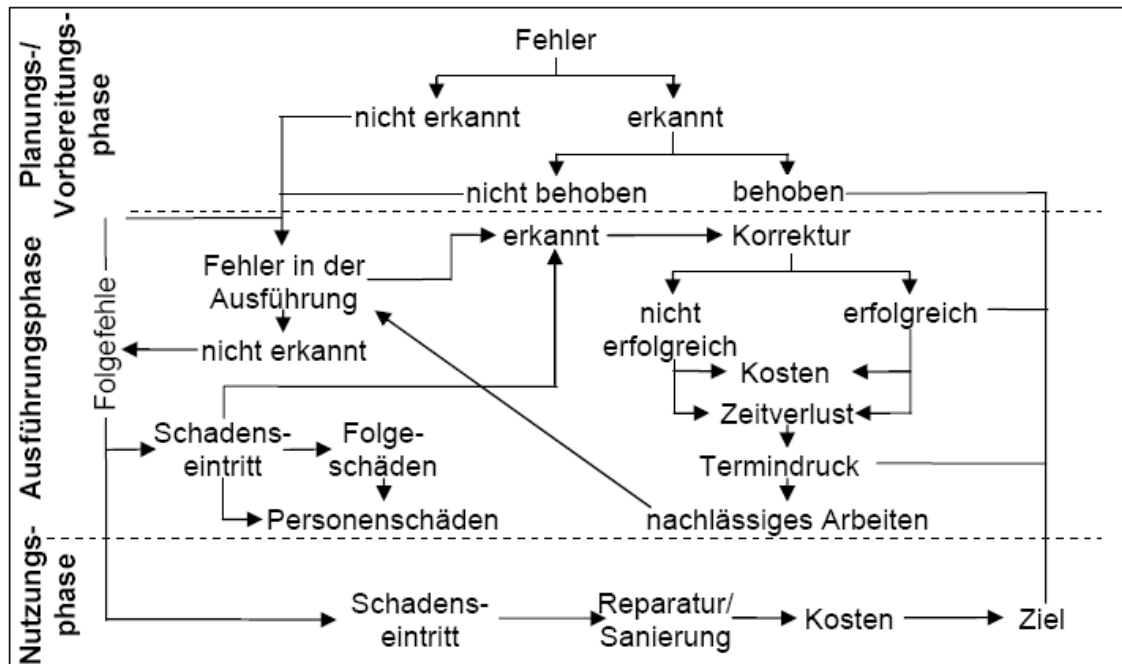 Planungs-/
Vorbereitungs-
phase
Fehler
nicht erkannt
erkannt
nicht behoben
behoben
Ausführungsphase
Folgefehle
Fehler in der
Ausführung
nicht erkannt
erkannt
Korrektur
nicht
erfolgreich
erfolgreich
Kosten
Zeitverlust
Termindruck
nachlässiges Arbeiten
Schadens-
eintritt
Folge-
schäden
Personenschäden
Nutzungs-
phase
Schadens-
eintritt
Reparatur/
Sanierung
Kosten
Ziel